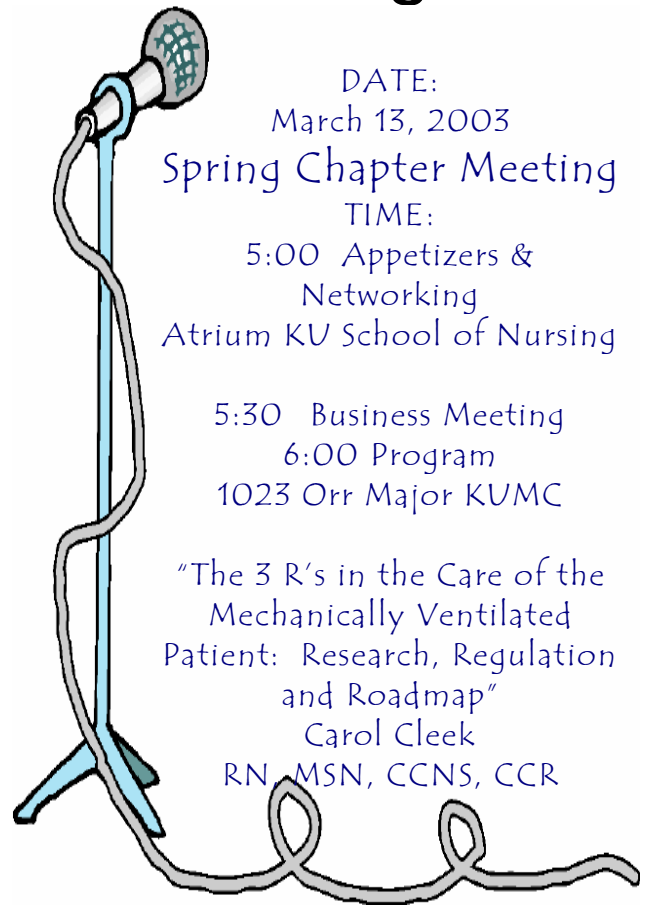 DATE:
March 13, 2003
Spring Chapter Meeting
TIME:
5:00 Appetizers &
Networking
Atrium KU School of Nursing
5:30 Business Meeting
6:00 Program
1023 Orr Major KUMC
"The 3 R's in the Care of the
Mechanically Ventilated
Patient: Research, Regulation
and Roadmap"
Carol Cleek
RN, MSN, CCNS, CCR